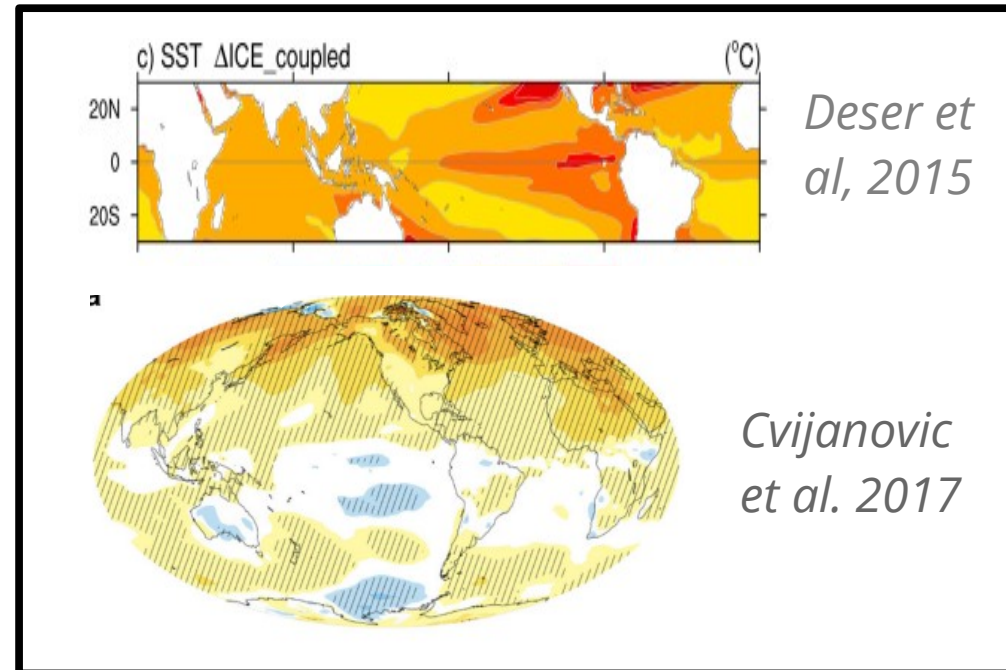 c) SST ΔICE_coupled (°C)
20N
0
20S
Deser et
al, 2015
a
Cvijanovic
et al. 2017